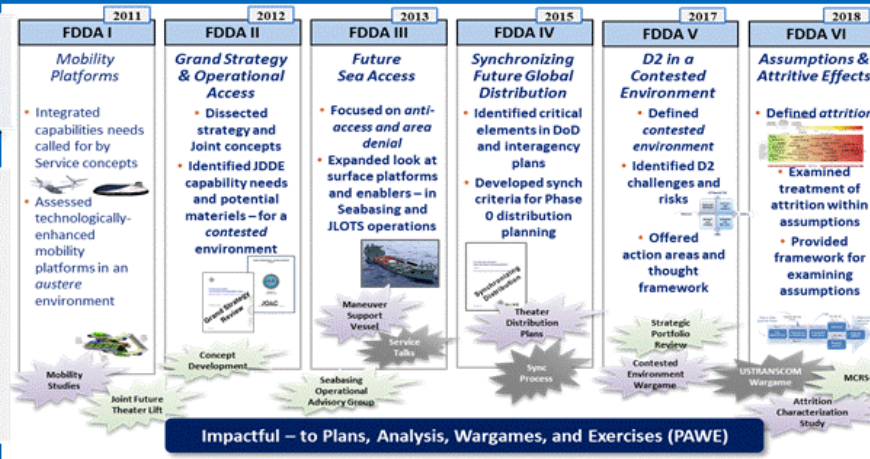 2011
FDDA I
Mobility
Platforms
• Integrated
capabilities needs
called for by
Service concepts
• Assessed
technologically-
enhanced
mobility
platforms in an
austere
environment
Mobility
Studies
Joint Future
Theater Lift
2012
FDDA II
Grand Strategy
& Operational
Access
• Dissected
strategy and
Joint concepts
• Identified JDDE
capability needs
and potential
materiels – for a
contested
environment
Grand Strategy
Review
JOAC
Concept
Development
2013
FDDA III
Future
Sea Access
• Focused on anti-
access and area
denial
• Expanded look at
surface platforms
and enablers – in
Seabasing and
JLOTS operations
Maneuver
Support
Vessel
Service
Talks
Seabasing
Operational
Advisory Group
2015
FDDA IV
Synchronizing
Future Global
Distribution
• Identified critical
elements in DoD
and interagency
plans
• Developed synch
criteria for Phase
0 distribution
planning
Synchronizing
Distribution
Theater
Distribution
Plans
Sync
Process
2017
FDDA V
D2 in a
Contested
Environment
• Defined
contested
environment
• Identified D2
challenges and
risks
• Offered
action areas and
thought
framework
Strategic
Portfolio
Review
Contested
Environment
Wargame
2018
FDDA VI
Assumptions &
Attritive Effects
• Defined attrition
• Examined
treatment of
attrition within
assumptions
• Provided
framework for
examining
assumptions
USTRANSCOM
Wargame
MCRS
Attrition
Characterization
Study
Impactful – to Plans, Analysis, Wargames, and Exercises (PAWE)